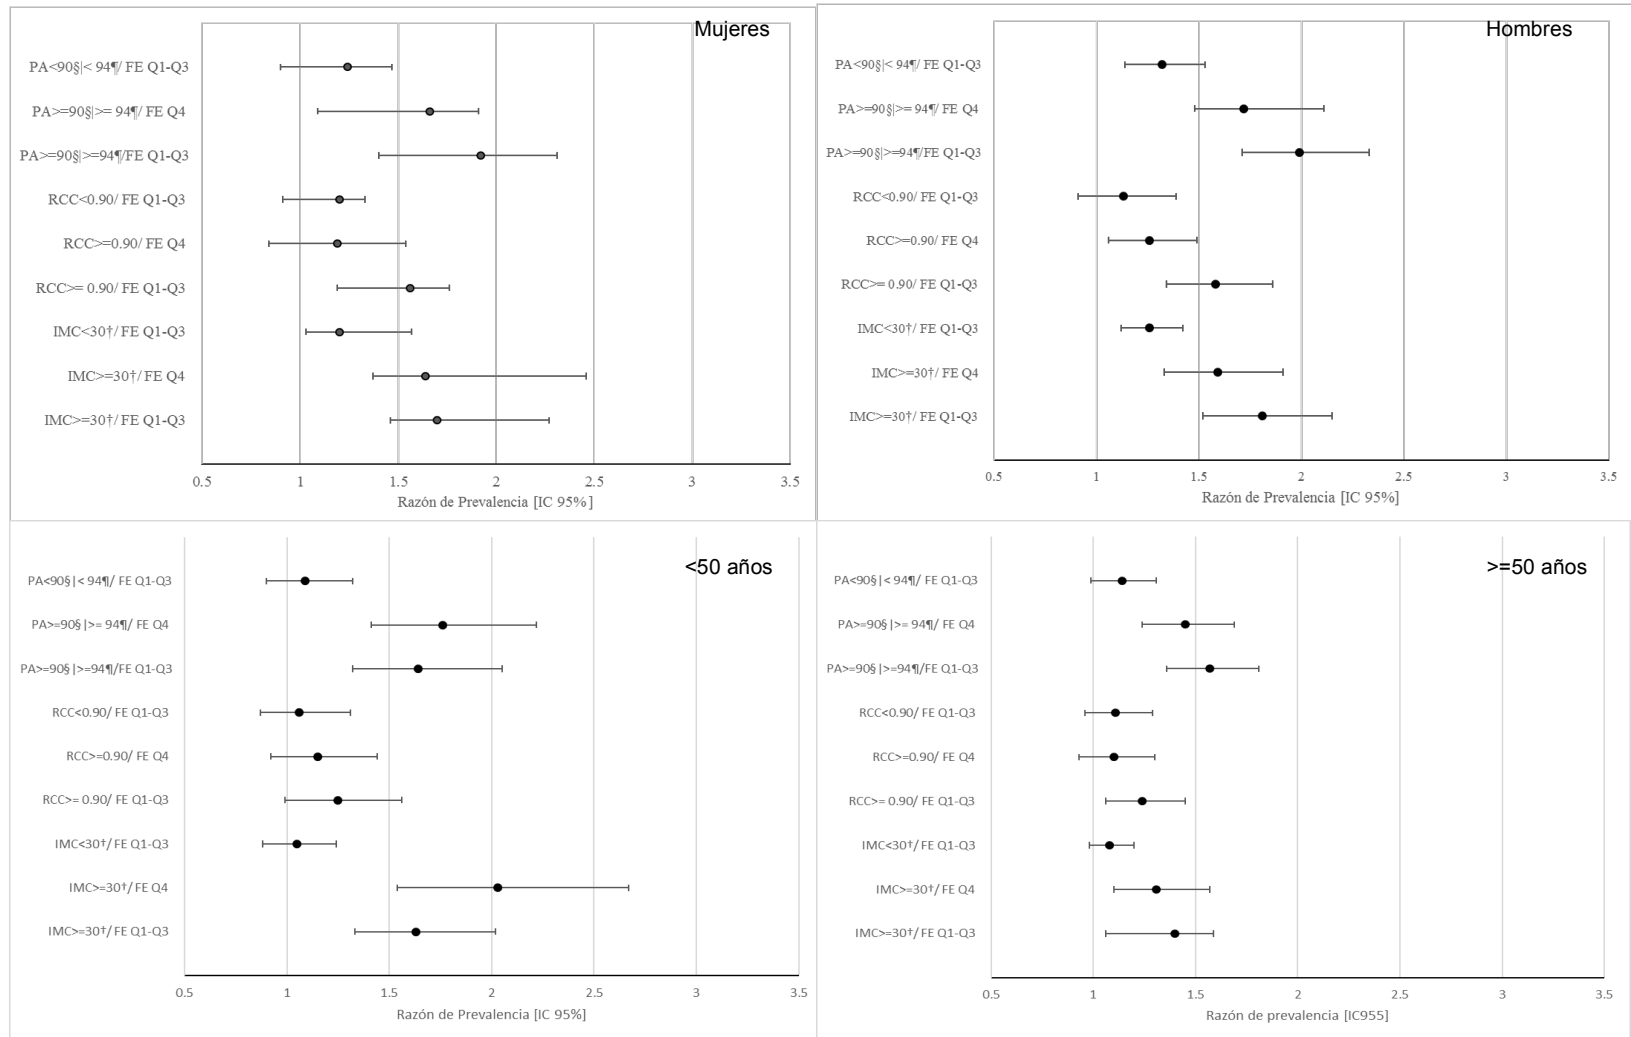 Mujeres
PA<90§|< 94¶/ FE Q1-Q3
PA>=90§|>= 94¶/ FE Q4
PA>=90§|>=94¶/FE Q1-Q3
RCC<0.90/ FE Q1-Q3
RCC>=0.90/ FE Q4
RCC>= 0.90/ FE Q1-Q3
IMC<30†/ FE Q1-Q3
IMC>=30†/ FE Q4
IMC>=30†/ FE Q1-Q3
0.5 1 1.5 2 2.5 3 3.5
Razón de Prevalencia [IC 95%]
Hombres
PA<90§|< 94¶/ FE Q1-Q3
PA>=90§|>= 94¶/ FE Q4
PA>=90§|>=94¶/FE Q1-Q3
RCC<0.90/ FE Q1-Q3
RCC>=0.90/ FE Q4
RCC>= 0.90/ FE Q1-Q3
IMC<30†/ FE Q1-Q3
IMC>=30†/ FE Q4
IMC>=30†/ FE Q1-Q3
0.5 1 1.5 2 2.5 3 3.5
Razón de Prevalencia [IC 95%]
<50 años
PA<90§|< 94¶/ FE Q1-Q3
PA>=90§|>= 94¶/ FE Q4
PA>=90§|>=94¶/FE Q1-Q3
RCC<0.90/ FE Q1-Q3
RCC>=0.90/ FE Q4
RCC>= 0.90/ FE Q1-Q3
IMC<30†/ FE Q1-Q3
IMC>=30†/ FE Q4
IMC>=30†/ FE Q1-Q3
0.5 1 1.5 2 2.5 3 3.5
Razón de Prevalencia [IC 95%]
>=50 años
PA<90§|< 94¶/ FE Q1-Q3
PA>=90§|>= 94¶/ FE Q4
PA>=90§|>=94¶/FE Q1-Q3
RCC<0.90/ FE Q1-Q3
RCC>=0.90/ FE Q4
RCC>= 0.90/ FE Q1-Q3
IMC<30†/ FE Q1-Q3
IMC>=30†/ FE Q4
IMC>=30†/ FE Q1-Q3
0.5 1 1.5 2 2.5 3 3.5
Razón de prevalencia [IC955]